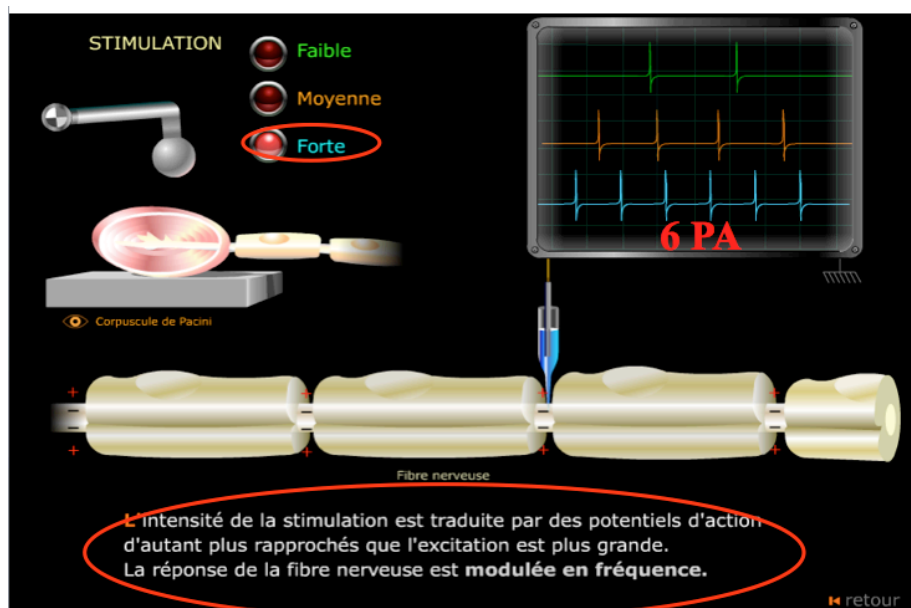 STIMULATION
Faible
Moyenne
Forte
6 PA
Corpuscule de Pacini
+ + + +
− − − −
− − − −
+ + + +
Fibre nerveuse
L'intensité de la stimulation est traduite par des potentiels d'action
d'autant plus rapprochés que l'excitation est plus grande.
La réponse de la fibre nerveuse est modulée en fréquence.
retour